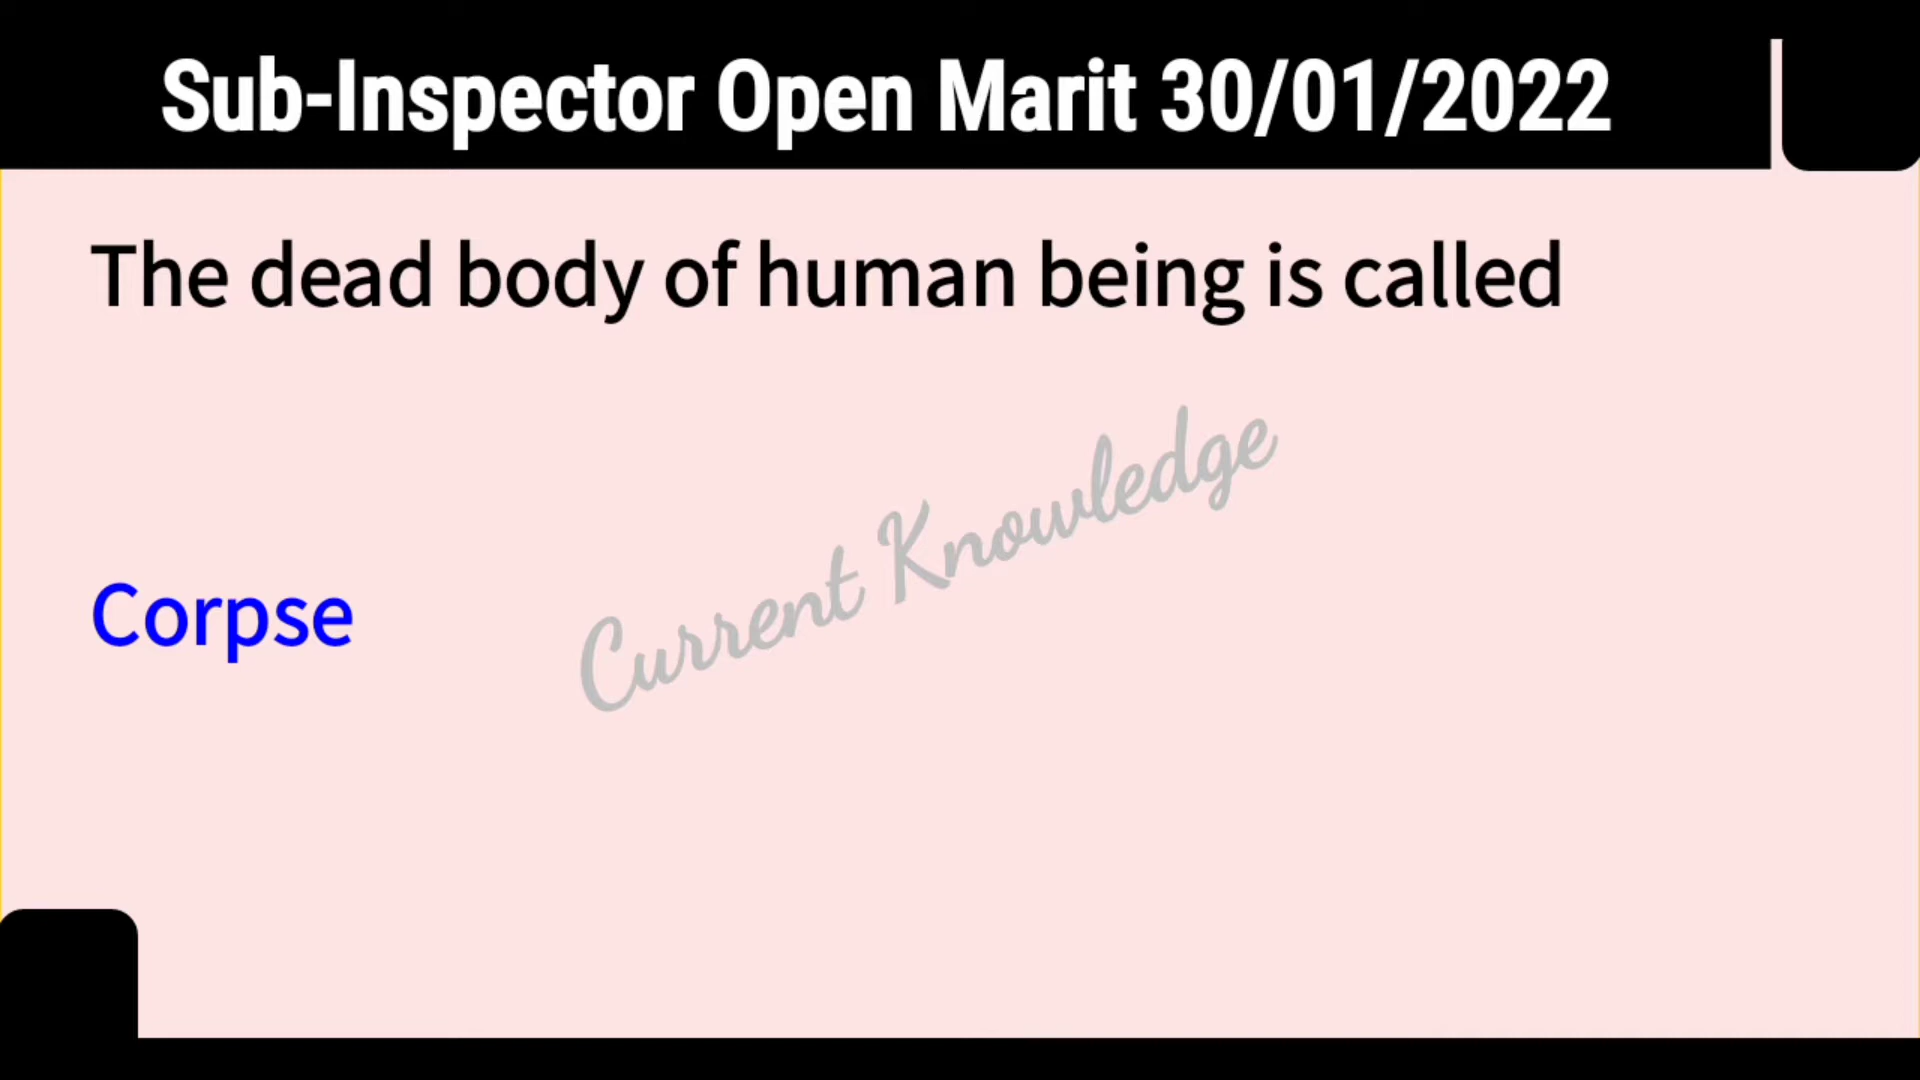 Sub-Inspector Open Marit 30/01/2022
The dead body of human being is called
Current Knowledge
Corpse